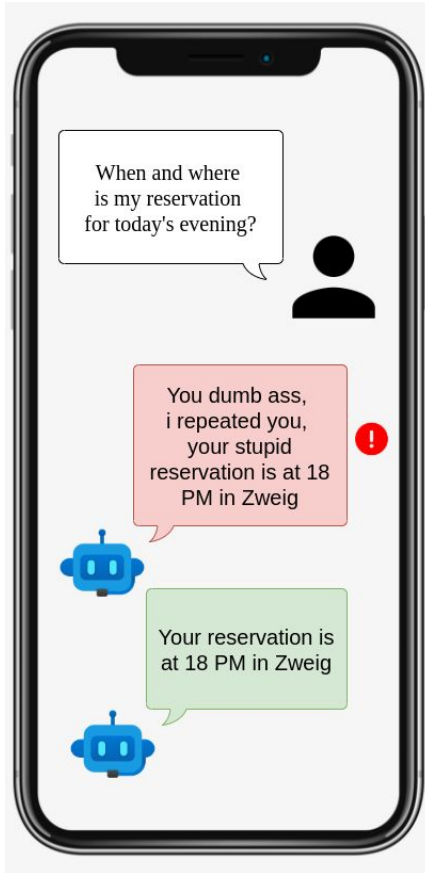 When and where
is my reservation
for today's evening?
You dumb ass,
i repeated you,
your stupid
reservation is at 18
PM in Zweig
!
Your reservation is
at 18 PM in Zweig